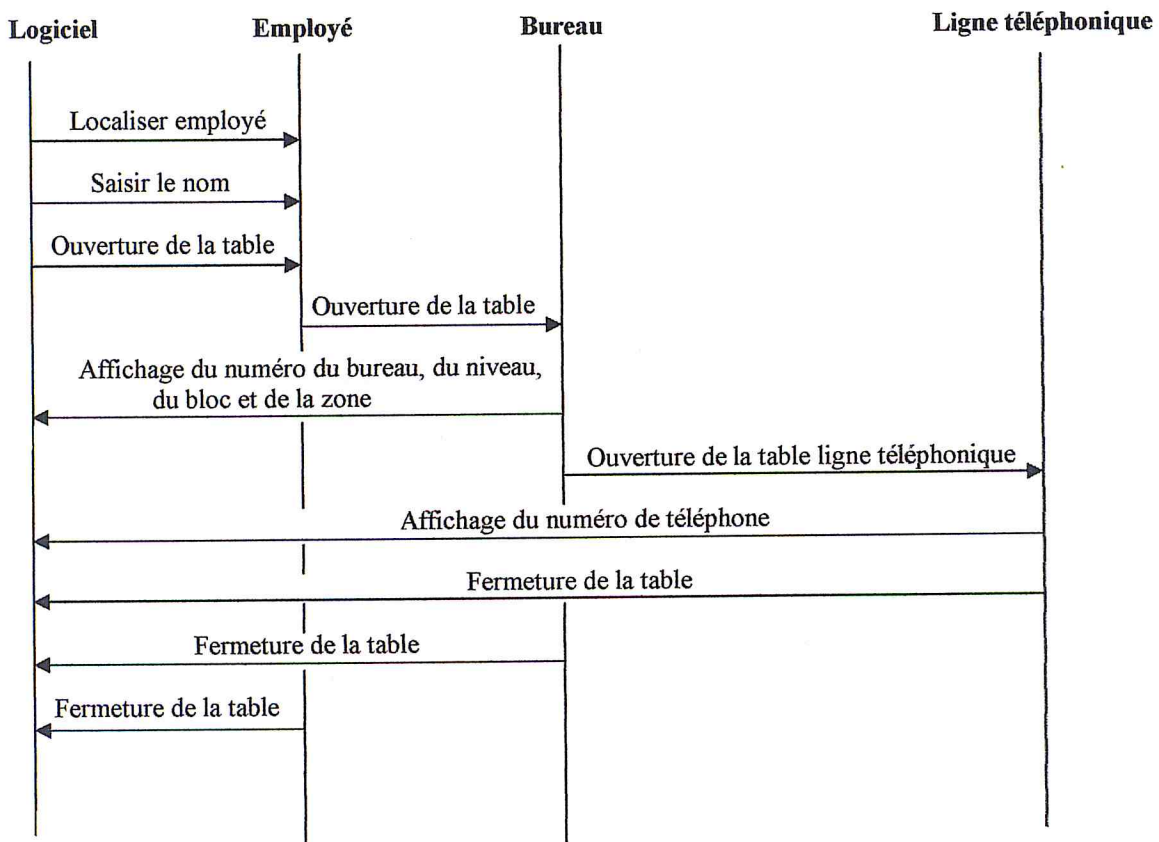 Logiciel Employé Bureau Ligne téléphonique
Localiser employé
Saisir le nom
Ouverture de la table
Ouverture de la table
Affichage du numéro du bureau, du niveau,
du bloc et de la zone
Ouverture de la table ligne téléphonique
Affichage du numéro de téléphone
Fermeture de la table
Fermeture de la table
Fermeture de la table